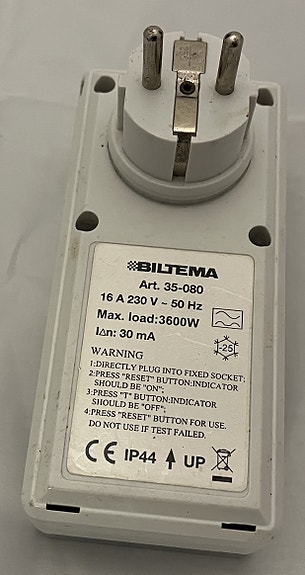 BILTEMA
Art. 35-080
16 A 230 V ~ 50 Hz
Max. load:3600W
IΔn: 30 mA
-25
WARNING
1:DIRECTLY PLUG INTO FIXED SOCKET;
2:PRESS "RESET" BUTTON:INDICATOR
SHOULD BE "ON";
3:PRESS "T" BUTTON:INDICATOR
SHOULD BE "OFF";
4:PRESS "RESET" BUTTON FOR USE.
DO NOT USE IF TEST FAILED.
CE IP44 ↑ UP